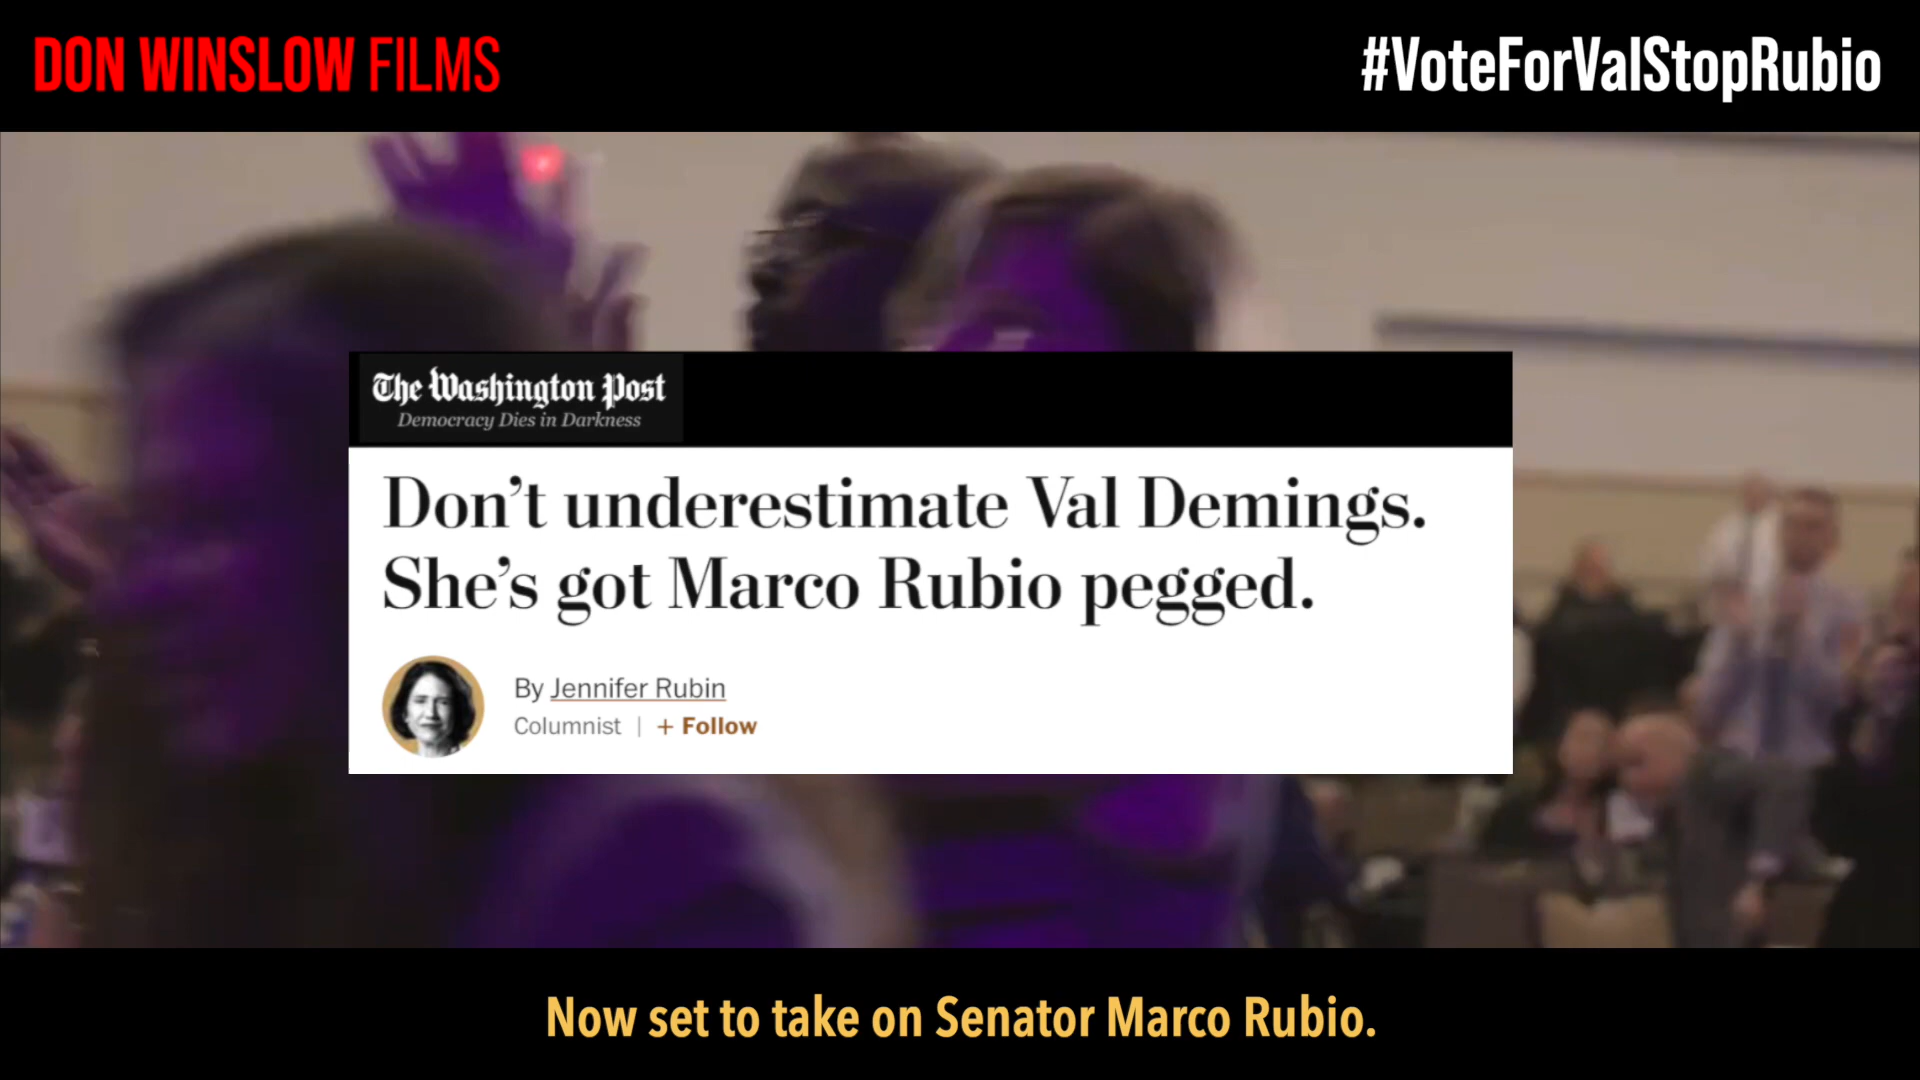 DON WINSLOW FILMS
#VoteForValStopRubio
The Washington Post
Democracy Dies in Darkness
Don’t underestimate Val Demings.
She’s got Marco Rubio pegged.
By Jennifer Rubin
Columnist | + Follow
Now set to take on Senator Marco Rubio.